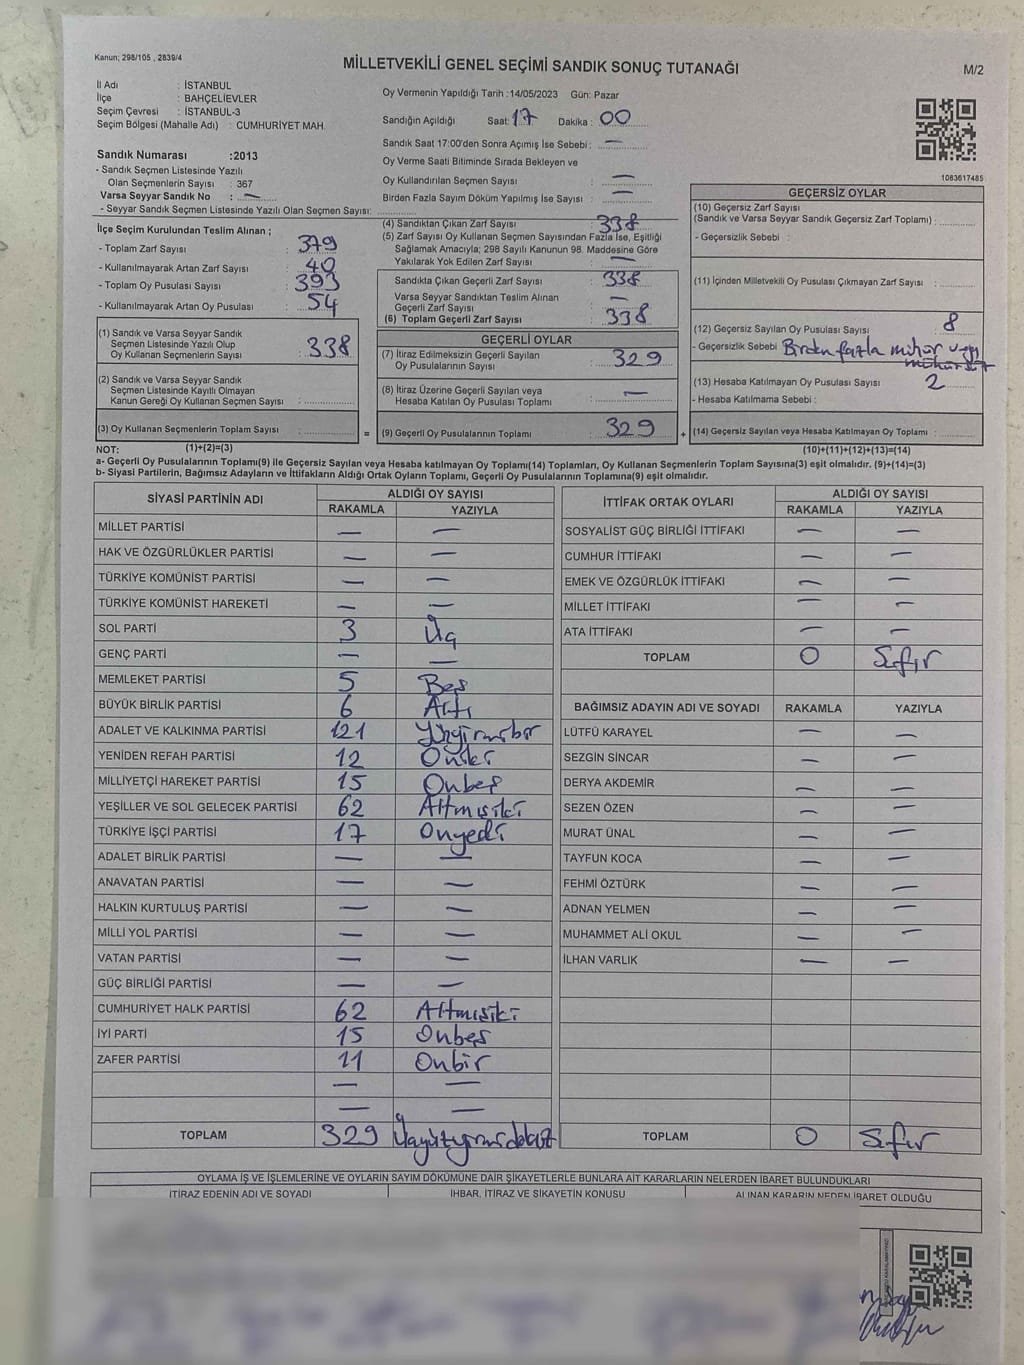 Kanun; 298/105 , 2839/4
MİLLETVEKİLİ GENEL SEÇİMİ SANDIK SONUÇ TUTANAĞI
M/2
İl Adı : İSTANBUL
İlçe : BAHÇELİEVLER
Seçim Çevresi : İSTANBUL-3
Seçim Bölgesi (Mahalle Adı) : CUMHURİYET MAH.
Sandık Numarası :2013
- Sandık Seçmen Listesinde Yazılı
Olan Seçmenlerin Sayısı : 367
Varsa Seyyar Sandık No : —
- Seyyar Sandık Seçmen Listesinde Yazılı Olan Seçmen Sayısı:
Oy Vermenin Yapıldığı Tarih :14/05/2023 Gün: Pazar
Sandığın Açıldığı Saat: 17 Dakika : 00
Sandık Saat 17:00'den Sonra Açımış İse Sebebi : —
Oy Verme Saati Bitiminde Sırada Bekleyen ve
Oy Kullandırılan Seçmen Sayısı : —
Birden Fazla Sayım Döküm Yapılmış İse Sayısı : —
1083617485
İlçe Seçim Kurulundan Teslim Alınan ;
- Toplam Zarf Sayısı : 379
- Kullanılmayarak Artan Zarf Sayısı : 40
- Toplam Oy Pusulası Sayısı : 393
- Kullanılmayarak Artan Oy Pusulası : 54
(1) Sandık ve Varsa Seyyar Sandık
Seçmen Listesinde Yazılı Olup
Oy Kullanan Seçmenlerin Sayısı : 338
(2) Sandık ve Varsa Seyyar Sandık
Seçmen Listesinde Kayıtlı Olmayan
Kanun Gereği Oy Kullanan Seçmen Sayısı :
(3) Oy Kullanan Seçmenlerin Toplam Sayısı :
=
(4) Sandıktan Çıkan Zarf Sayısı : 338
(5) Zarf Sayısı Oy Kullanan Seçmen Sayısından Fazla İse, Eşitliği
Sağlamak Amacıyla; 298 Sayılı Kanunun 98. Maddesine Göre
Yakılarak Yok Edilen Zarf Sayısı : —
Sandıkta Çıkan Geçerli Zarf Sayısı : 338
Varsa Seyyar Sandıktan Teslim Alınan
Geçerli Zarf Sayısı : —
(6) Toplam Geçerli Zarf Sayısı : 338
GEÇERLİ OYLAR
(7) İtiraz Edilmeksizin Geçerli Sayılan
Oy Pusulalarının Sayısı : 329
(8) İtiraz Üzerine Geçerli Sayılan veya
Hesaba Katılan Oy Pusulası Toplamı : —
(9) Geçerli Oy Pusulalarının Toplamı : 329
+
GEÇERSİZ OYLAR
(10) Geçersiz Zarf Sayısı
(Sandık ve Varsa Seyyar Sandık Geçersiz Zarf Toplamı) :
- Geçersizlik Sebebi :
(11) İçinden Milletvekili Oy Pusulası Çıkmayan Zarf Sayısı:
(12) Geçersiz Sayılan Oy Pusulası Sayısı : 8
- Geçersizlik Sebebi Birden fazla mühür veya
mühürsüz
(13) Hesaba Katılmayan Oy Pusulası Sayısı : 2
- Hesaba Katılmama Sebebi :
(14) Geçersiz Sayılan veya Hesaba Katılmayan Oy Toplamı :
NOT: (1)+(2)=(3) (10)+(11)+(12)+(13)=(14)
a- Geçerli Oy Pusulalarının Toplamı(9) ile Geçersiz Sayılan veya Hesaba katılmayan Oy Toplamı(14) Toplamları, Oy Kullanan Seçmenlerin Toplam Sayısına(3) eşit olmalıdır. (9)+(14)=(3)
b- Siyasi Partilerin, Bağımsız Adayların ve İttifakların Aldığı Ortak Oyların Toplamı, Geçerli Oy Pusulalarının Toplamına(9) eşit olmalıdır.
SİYASİ PARTİNİN ADI ALDIĞI OY SAYISI
RAKAMLA YAZIYLA
MİLLET PARTİSİ — —
HAK VE ÖZGÜRLÜKLER PARTİSİ — —
TÜRKİYE KOMÜNİST PARTİSİ — —
TÜRKİYE KOMÜNİST HAREKETİ — —
SOL PARTİ 3 Üç
GENÇ PARTİ — —
MEMLEKET PARTİSİ 5 Beş
BÜYÜK BİRLİK PARTİSİ 6 Altı
ADALET VE KALKINMA PARTİSİ 121 Yüzyirmibir
YENİDEN REFAH PARTİSİ 12 Oniki
MİLLİYETÇİ HAREKET PARTİSİ 15 Onbeş
YEŞİLLER VE SOL GELECEK PARTİSİ 62 Altmışiki
TÜRKİYE İŞÇİ PARTİSİ 17 Onyedi
ADALET BİRLİK PARTİSİ — —
ANAVATAN PARTİSİ — —
HALKIN KURTULUŞ PARTİSİ — —
MİLLİ YOL PARTİSİ — —
VATAN PARTİSİ — —
GÜÇ BİRLİĞİ PARTİSİ — —
CUMHURİYET HALK PARTİSİ 62 Altmışiki
İYİ PARTİ 15 Onbeş
ZAFER PARTİSİ 11 Onbir
— —
— —
TOPLAM 329 Üçyüzyirmidokuz
İTTİFAK ORTAK OYLARI ALDIĞI OY SAYISI
RAKAMLA YAZIYLA
SOSYALİST GÜÇ BİRLİĞİ İTTİFAKI — —
CUMHUR İTTİFAKI — —
EMEK VE ÖZGÜRLÜK İTTİFAKI — —
MİLLET İTTİFAKI — —
ATA İTTİFAKI — —
TOPLAM 0 Sıfır
BAĞIMSIZ ADAYIN ADI VE SOYADI RAKAMLA YAZIYLA
LÜTFÜ KARAYEL — —
SEZGİN SİNCAR — —
DERYA AKDEMİR — —
SEZEN ÖZEN — —
MURAT ÜNAL — —
TAYFUN KOCA — —
FEHMİ ÖZTÜRK — —
ADNAN YELMEN — —
MUHAMMET ALİ OKUL — —
İLHAN VARLIK — —
TOPLAM 0 Sıfır
OYLAMA İŞ VE İŞLEMLERİNE VE OYLARIN SAYIM DÖKÜMÜNE DAİR ŞİKAYETLERLE BUNLARA AİT KARARLARIN NELERDEN İBARET BULUNDUKLARI
İTİRAZ EDENİN ADI VE SOYADI İHBAR, İTİRAZ VE ŞİKAYETİN KONUSU ALINAN KARARIN NEDEN İBARET OLDUĞU